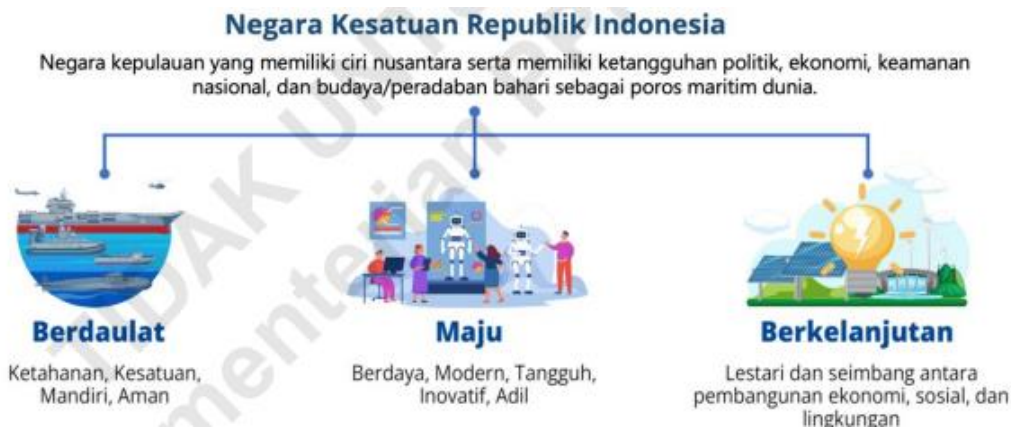 Negara Kesatuan Republik Indonesia
Negara kepulauan yang memiliki ciri nusantara serta memiliki ketangguhan politik, ekonomi, keamanan
nasional, dan budaya/peradaban bahari sebagai poros maritim dunia.
Berdaulat
Ketahanan, Kesatuan,
Mandiri, Aman
Maju
Berdaya, Modern, Tangguh,
Inovatif, Adil
Berkelanjutan
Lestari dan seimbang antara
pembangunan ekonomi, sosial, dan
lingkungan
TIDAK